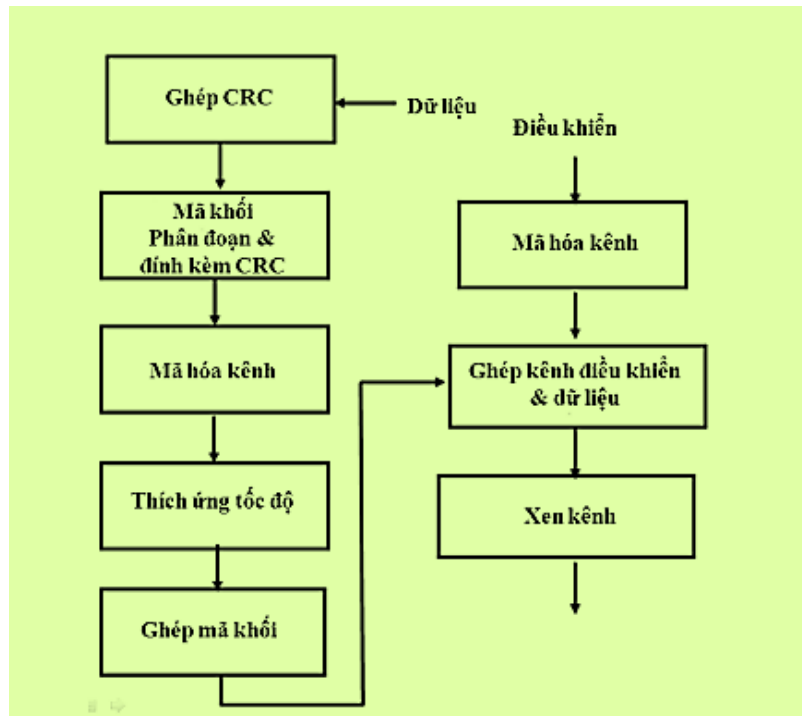 Ghép CRC
Dữ liệu
Mã khối
Phân đoạn &
đính kèm CRC
Mã hóa kênh
Thích ứng tốc độ
Ghép mã khối
Điều khiển
Mã hóa kênh
Ghép kênh điều khiển
& dữ liệu
Xen kênh